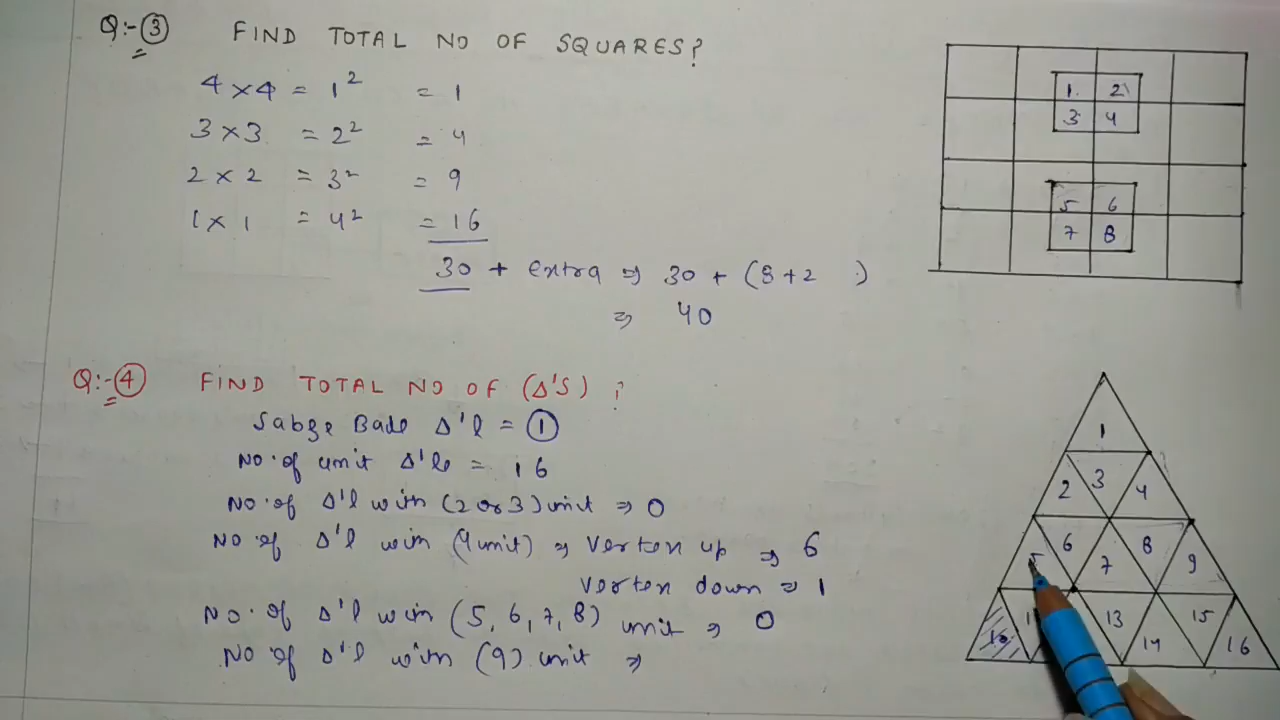 Q:- 3 FIND TOTAL NO OF SQUARES?
4 × 4 = 1² = 1
3 × 3 = 2² = 4
2 × 2 = 3² = 9
1 × 1 = 4² = 16
30 + extra ⇒ 30 + (8+2 )
⇒ 40
1. 2
3 4
5 6
7 8
Q:- 4 FIND TOTAL NO OF (Δ'S) ?
Sabse Bade Δ'l = 1
No. of unit Δ'le = 16
No. of Δ'l with (2 or 3) unit ⇒ 0
No. of Δ'l with (4 unit) ⇒ vertex up ⇒ 6
vertex down ⇒ 1
No. of Δ'l with (5, 6, 7, 8) unit ⇒ 0
No. of Δ'l with (9) unit ⇒
1
2 3 4
5 6 7 8 9
10 13 14 15 16